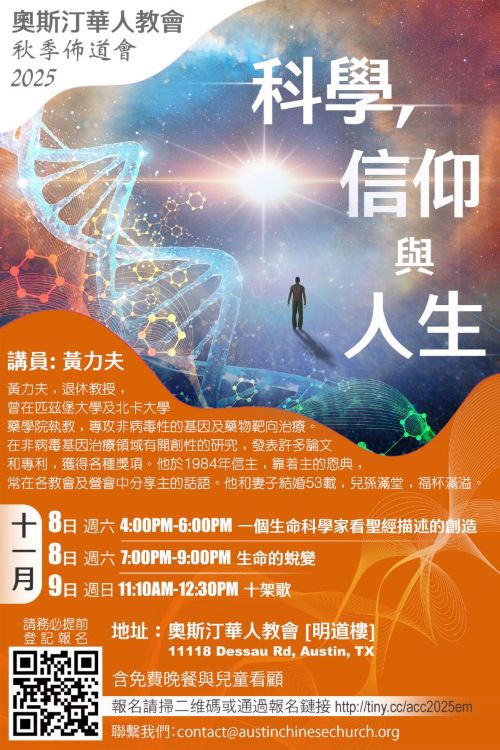 奧斯汀華人教會
秋季佈道會
2025
科學,
信仰
與
人生
講員: 黃力夫
黃力夫，退休教授，
曾在匹茲堡大學及北卡大學
藥學院執教，專攻非病毒性的基因及藥物靶向治療。
在非病毒基因治療領域有開創性的研究，發表許多論文
和專利，獲得各種獎項。他於1984年信主，靠着主的恩典，
常在各教會及營會中分享主的話語。他和妻子結婚53載，兒孫滿堂，福杯滿溢。
十一月
8日 週六 4:00PM-6:00PM 一個生命科學家看聖經描述的創造
8日 週六 7:00PM-9:00PM 生命的蛻變
9日 週日 11:10AM-12:30PM 十架歌
請務必提前
登記報名
地址：奧斯汀華人教會 [明道樓]
11118 Dessau Rd, Austin, TX
含免費晚餐與兒童看顧
報名請掃二维碼或通過報名鏈接 http://tiny.cc/acc2025em
聯繫我們：contact@austinchinesechurch.org